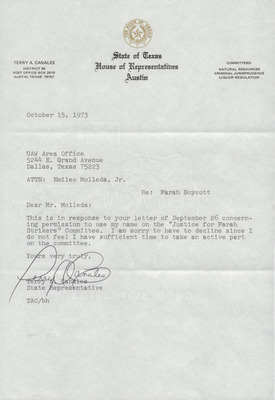 State of Texas
House of Representatives
Austin
TERRY A. CANALES
DISTRICT 58
POST OFFICE BOX 2910
AUSTIN, TEXAS 78767
COMMITTEES
NATURAL RESOURCES
CRIMINAL JURISPRUDENCE
LIQUOR REGULATION
October 15, 1973
UAW Area Office
5244 E. Grand Avenue
Dallas, Texas 75223
ATTN: Emileo Molleda, Jr.
Re: Farah Boycott
Dear Mr. Molleda:
This is in response to your letter of September 26 concern-
ing permission to use my name on the "Justice for Farah
Strikers" Committee. I am sorry to have to decline since I
do not feel I have sufficient time to take an active part
on the committee.
Yours very truly,
Terry A. Canales
State Representative
TAC/bh